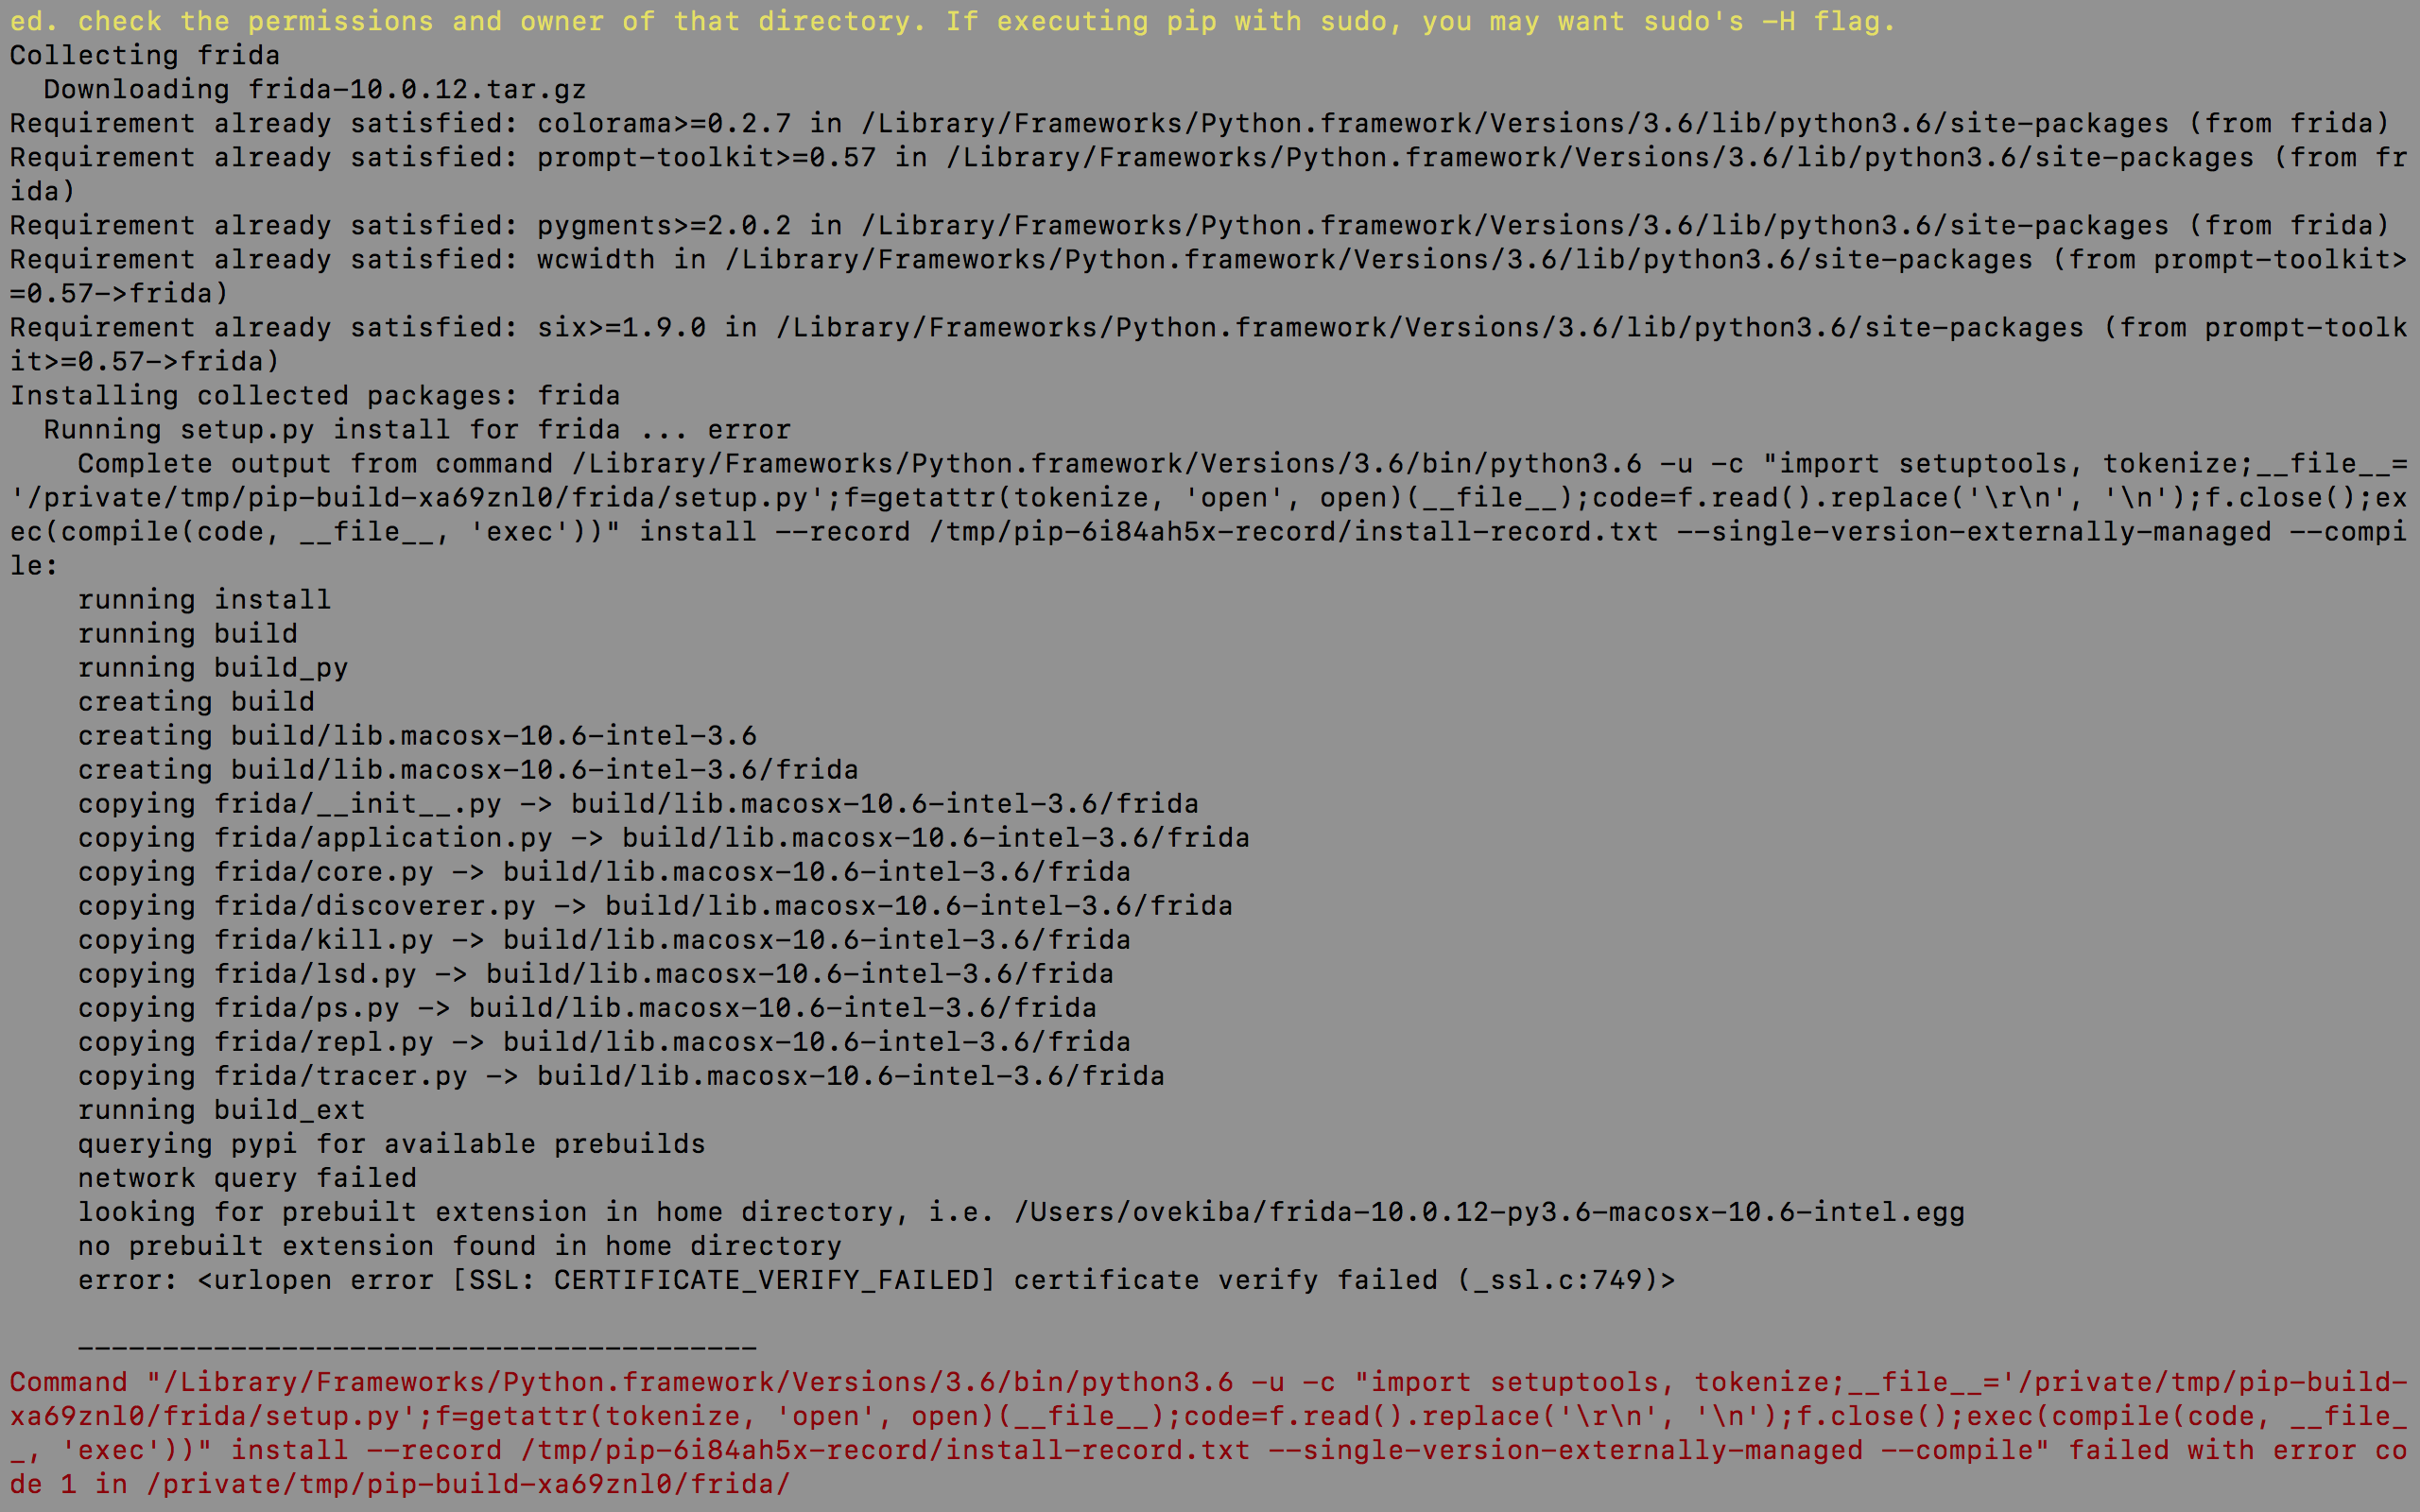 ed. check the permissions and owner of that directory. If executing pip with sudo, you may want sudo's -H flag.
Collecting frida
  Downloading frida-10.0.12.tar.gz
Requirement already satisfied: colorama>=0.2.7 in /Library/Frameworks/Python.framework/Versions/3.6/lib/python3.6/site-packages (from frida)
Requirement already satisfied: prompt-toolkit>=0.57 in /Library/Frameworks/Python.framework/Versions/3.6/lib/python3.6/site-packages (from fr
ida)
Requirement already satisfied: pygments>=2.0.2 in /Library/Frameworks/Python.framework/Versions/3.6/lib/python3.6/site-packages (from frida)
Requirement already satisfied: wcwidth in /Library/Frameworks/Python.framework/Versions/3.6/lib/python3.6/site-packages (from prompt-toolkit>
=0.57->frida)
Requirement already satisfied: six>=1.9.0 in /Library/Frameworks/Python.framework/Versions/3.6/lib/python3.6/site-packages (from prompt-toolk
it>=0.57->frida)
Installing collected packages: frida
  Running setup.py install for frida ... error
    Complete output from command /Library/Frameworks/Python.framework/Versions/3.6/bin/python3.6 -u -c "import setuptools, tokenize;__file__=
'/private/tmp/pip-build-xa69znl0/frida/setup.py';f=getattr(tokenize, 'open', open)(__file__);code=f.read().replace('\r\n', '\n');f.close();ex
ec(compile(code, __file__, 'exec'))" install --record /tmp/pip-6i84ah5x-record/install-record.txt --single-version-externally-managed --compi
le:
    running install
    running build
    running build_py
    creating build
    creating build/lib.macosx-10.6-intel-3.6
    creating build/lib.macosx-10.6-intel-3.6/frida
    copying frida/__init__.py -> build/lib.macosx-10.6-intel-3.6/frida
    copying frida/application.py -> build/lib.macosx-10.6-intel-3.6/frida
    copying frida/core.py -> build/lib.macosx-10.6-intel-3.6/frida
    copying frida/discoverer.py -> build/lib.macosx-10.6-intel-3.6/frida
    copying frida/kill.py -> build/lib.macosx-10.6-intel-3.6/frida
    copying frida/lsd.py -> build/lib.macosx-10.6-intel-3.6/frida
    copying frida/ps.py -> build/lib.macosx-10.6-intel-3.6/frida
    copying frida/repl.py -> build/lib.macosx-10.6-intel-3.6/frida
    copying frida/tracer.py -> build/lib.macosx-10.6-intel-3.6/frida
    running build_ext
    querying pypi for available prebuilds
    network query failed
    looking for prebuilt extension in home directory, i.e. /Users/ovekiba/frida-10.0.12-py3.6-macosx-10.6-intel.egg
    no prebuilt extension found in home directory
    error: <urlopen error [SSL: CERTIFICATE_VERIFY_FAILED] certificate verify failed (_ssl.c:749)>
    ----------------------------------------
Command "/Library/Frameworks/Python.framework/Versions/3.6/bin/python3.6 -u -c "import setuptools, tokenize;__file__='/private/tmp/pip-build-
xa69znl0/frida/setup.py';f=getattr(tokenize, 'open', open)(__file__);code=f.read().replace('\r\n', '\n');f.close();exec(compile(code, __file_
_, 'exec'))" install --record /tmp/pip-6i84ah5x-record/install-record.txt --single-version-externally-managed --compile" failed with error co
de 1 in /private/tmp/pip-build-xa69znl0/frida/